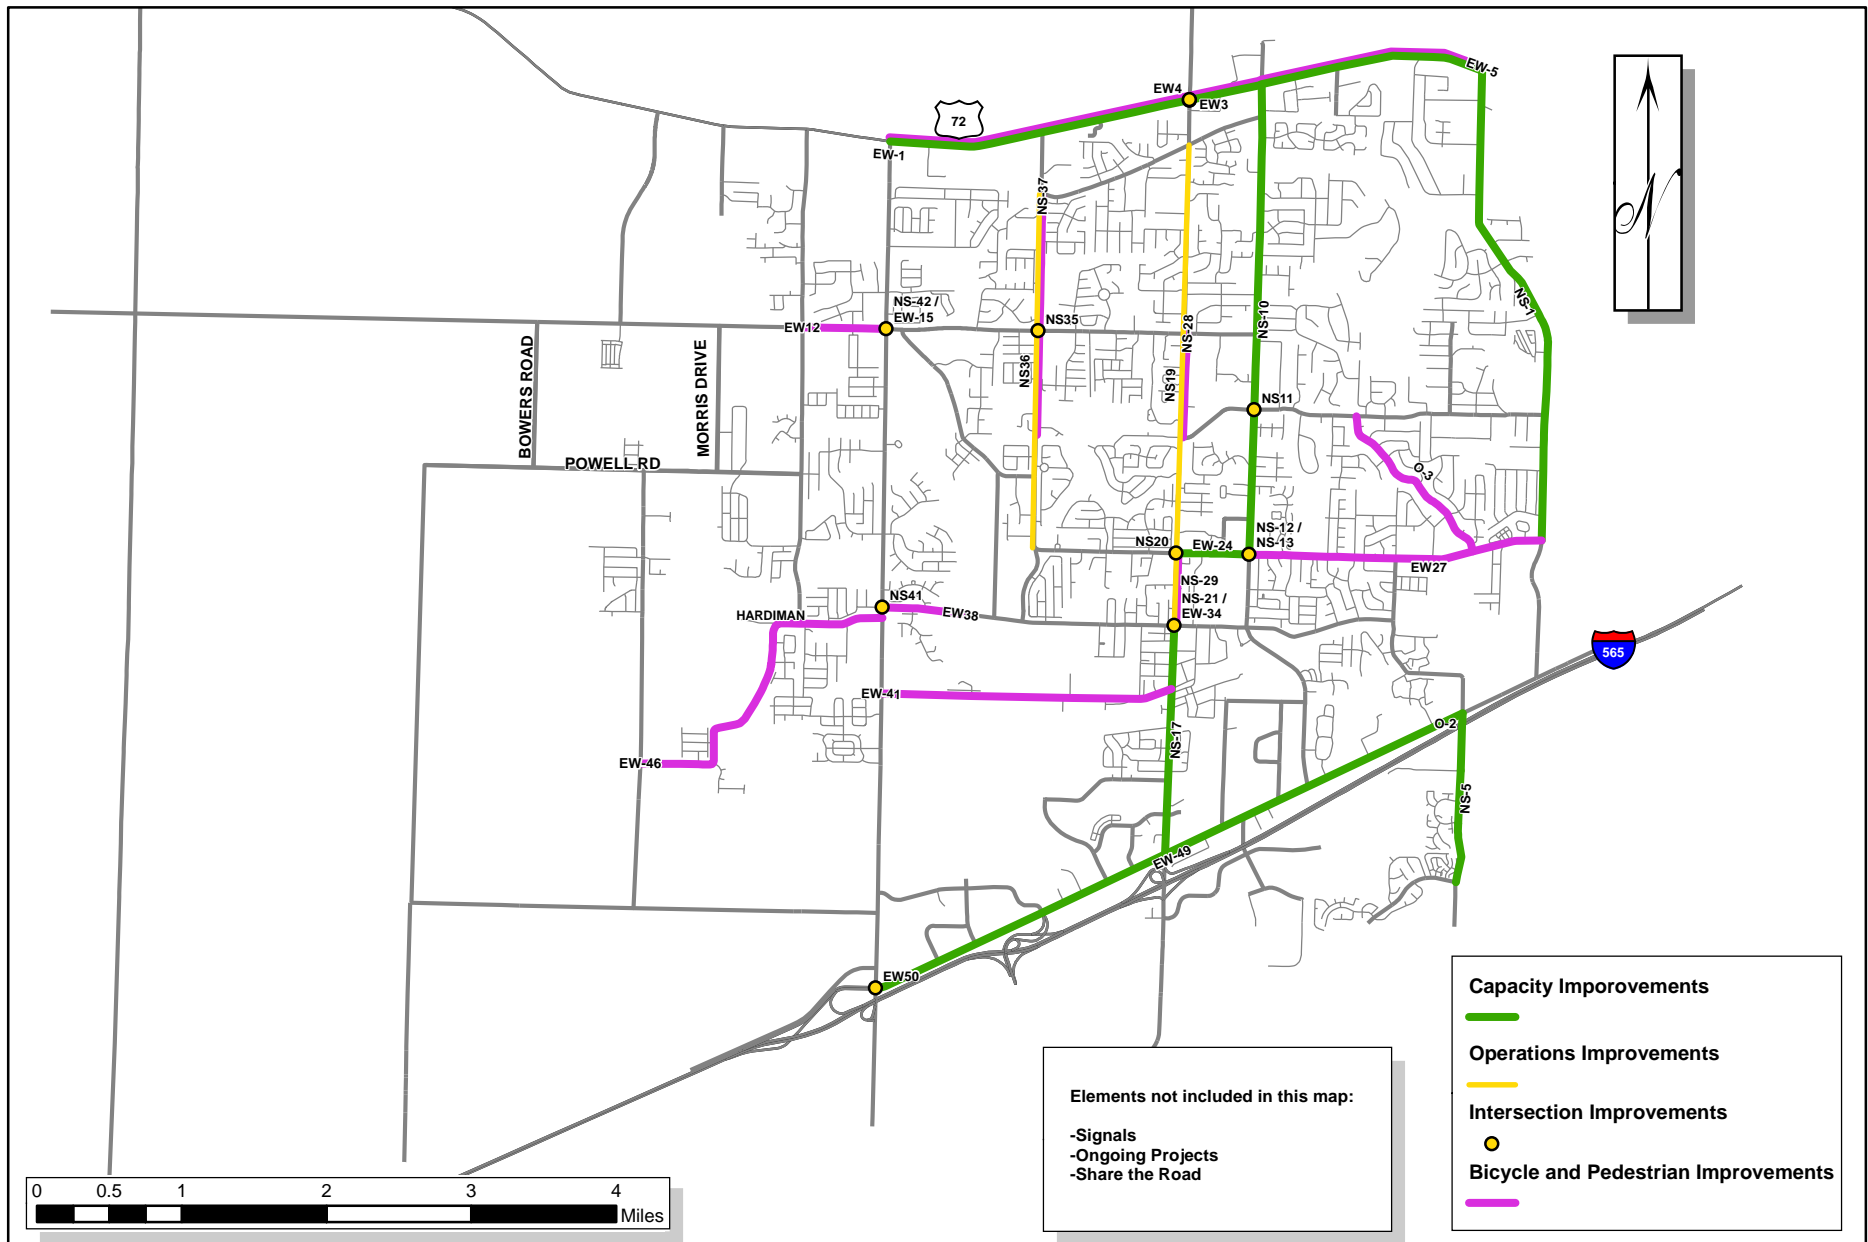 EW-5
EW4
EW3
72
EW-1
NS-37
NS-42 /
EW-15
EW12
NS35
NS-28
NS-10
NS-1
BOWERS ROAD
MORRIS DRIVE
NS36
NS19
NS11
POWELL RD
O-3
NS20
EW-24
NS-12 /
NS-13
EW27
NS-29
NS-21 /
EW-34
NS41
EW38
HARDIMAN
565
EW-41
O-2
NS-17
EW-46
NS-5
EW-49
EW50
N
Capacity Imporovements
Operations Improvements
Intersection Improvements
Bicycle and Pedestrian Improvements
Elements not included in this map:
-Signals
-Ongoing Projects
-Share the Road
0 0.5 1 2 3 4
Miles